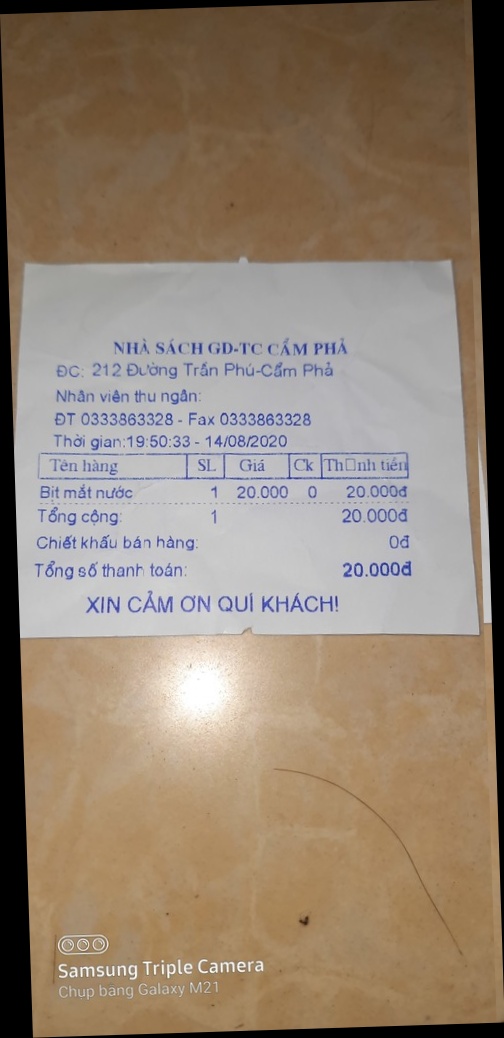 NHÀ SÁCH GD-TC CẨM PHẢ
ĐC: 212 Đường Trần Phú-Cẩm Phả
Nhân viên thu ngân:
ĐT 0333863328 - Fax 0333863328
Thời gian:19:50:33 - 14/08/2020
Tên hàng SL Giá Ck Th□nh tiền
Bịt mắt nước 1 20.000 0 20.000đ
Tổng cộng: 1 20.000đ
Chiết khấu bán hàng: 0đ
Tổng số thanh toán: 20.000đ
XIN CẢM ƠN QUÍ KHÁCH!
Samsung Triple Camera
Chụp bằng Galaxy M21